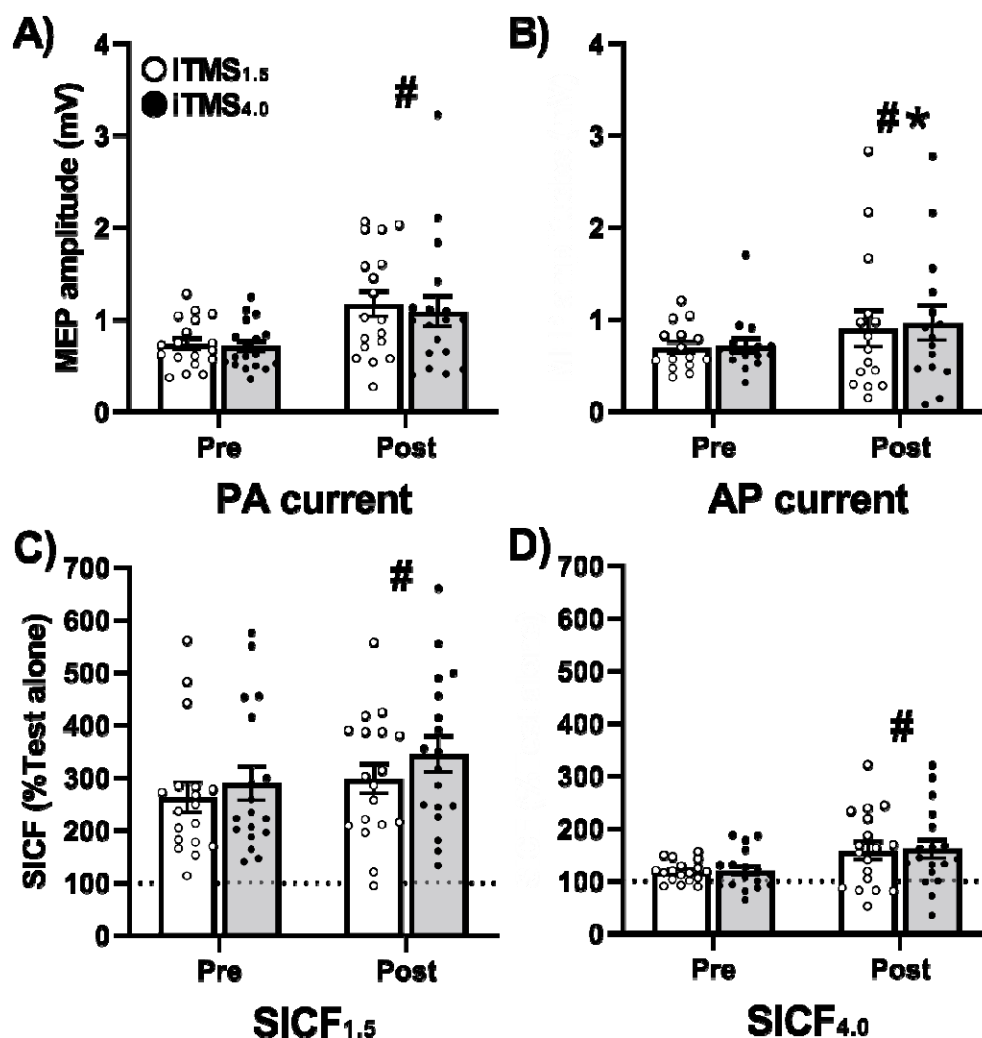 A)
B)
4
3
2
1
0
MEP amplitude (mV)
iTMS1.5
iTMS4.0
#
Pre
Post
PA current
4
3
2
1
0
# *
Pre
Post
AP current
C)
D)
700
600
500
400
300
200
100
0
SICF (%Test alone)
#
Pre
Post
SICF1.5
700
600
500
400
300
200
100
0
#
Pre
Post
SICF4.0